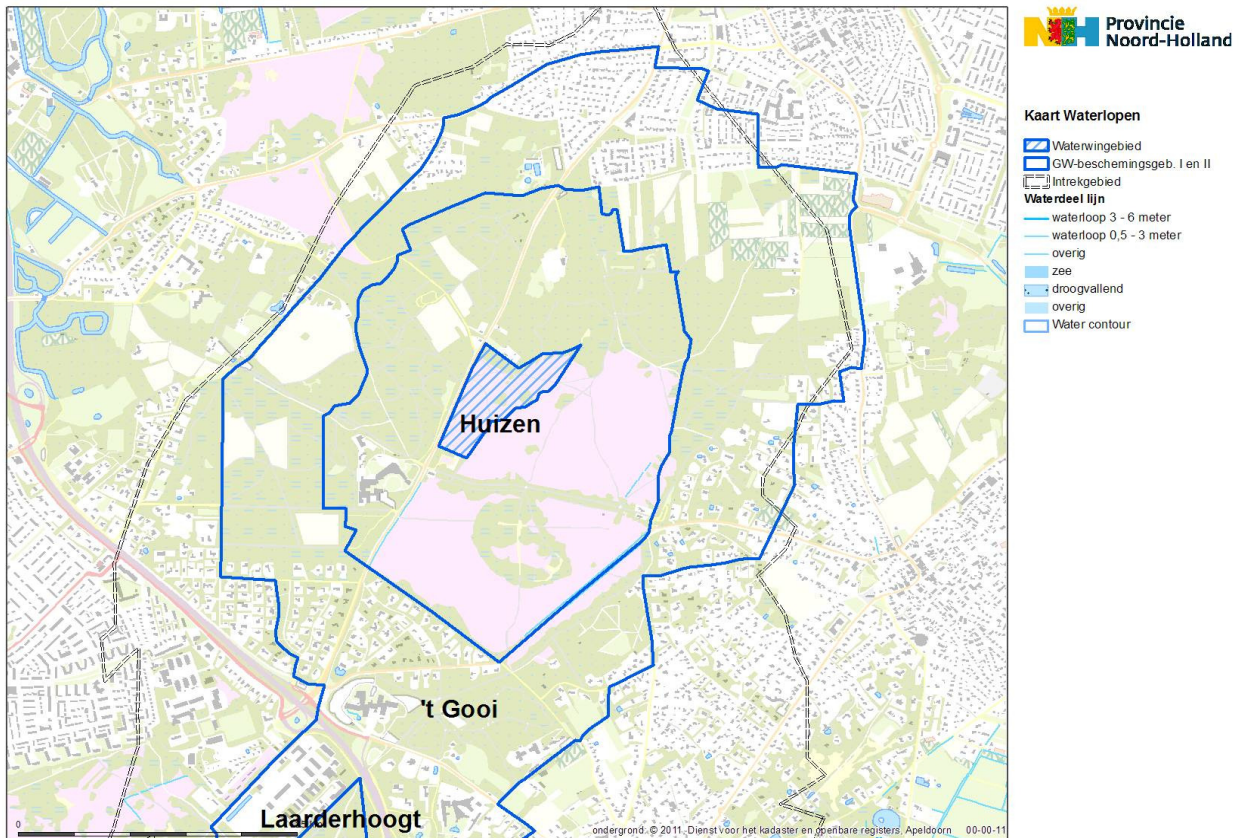 NH Provincie
Noord-Holland
Kaart Waterlopen
Waterwingebied
GW-beschemingsgeb. I en II
Intrekgebied
Waterdeel lijn
waterloop 3 - 6 meter
waterloop 0,5 - 3 meter
overig
zee
droogvallend
overig
Water contour
Huizen
't Gooi
Laarderhoogt
0
ondergrond: © 2011, Dienst voor het kadaster en openbare registers, Apeldoorn 00-00-11